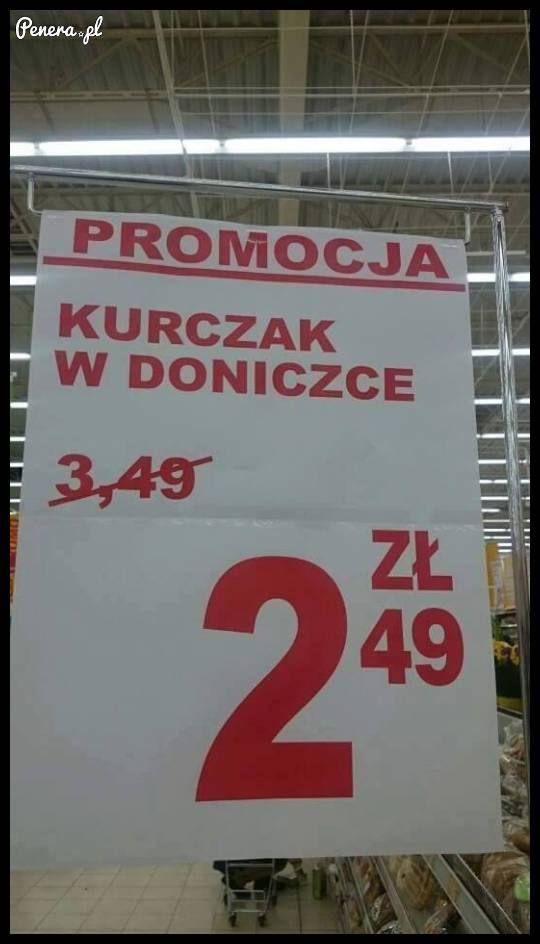 Penera.pl
PROMOCJA
KURCZAK
W DONICZCE
3,49
2 ZŁ
49